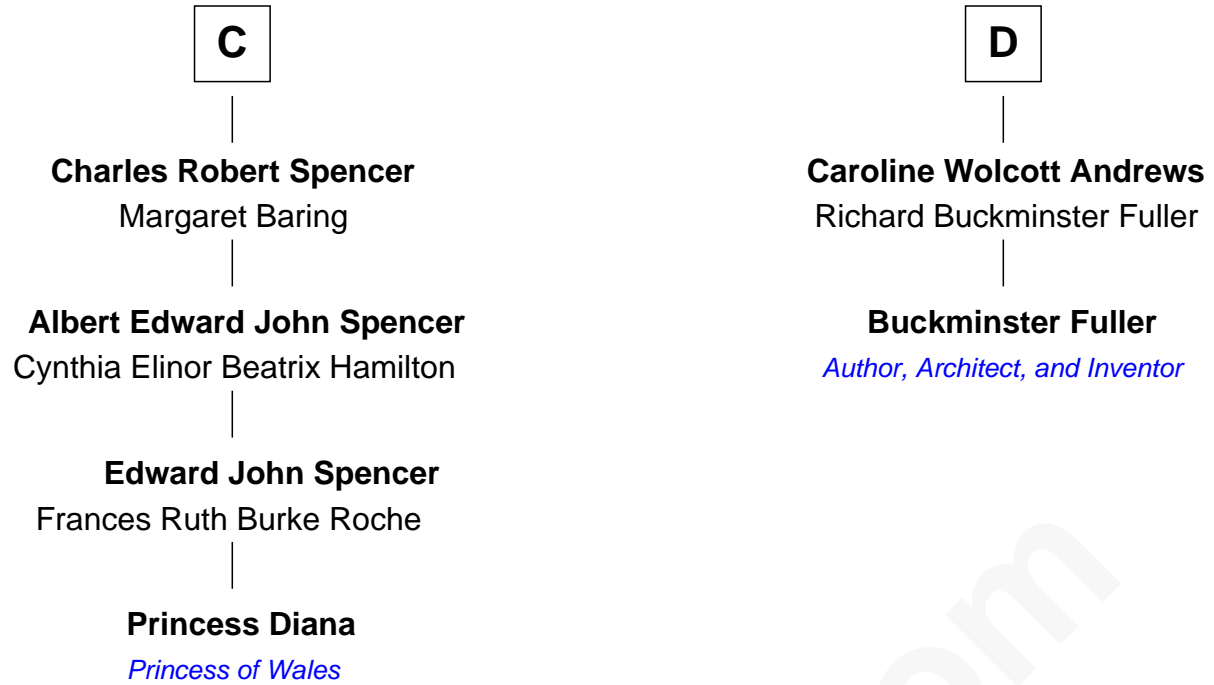 C
Charles Robert Spencer
Margaret Baring
Albert Edward John Spencer
Cynthia Elinor Beatrix Hamilton
Edward John Spencer
Frances Ruth Burke Roche
Princess Diana
Princess of Wales
D
Caroline Wolcott Andrews
Richard Buckminster Fuller
Buckminster Fuller
Author, Architect, and Inventor
om